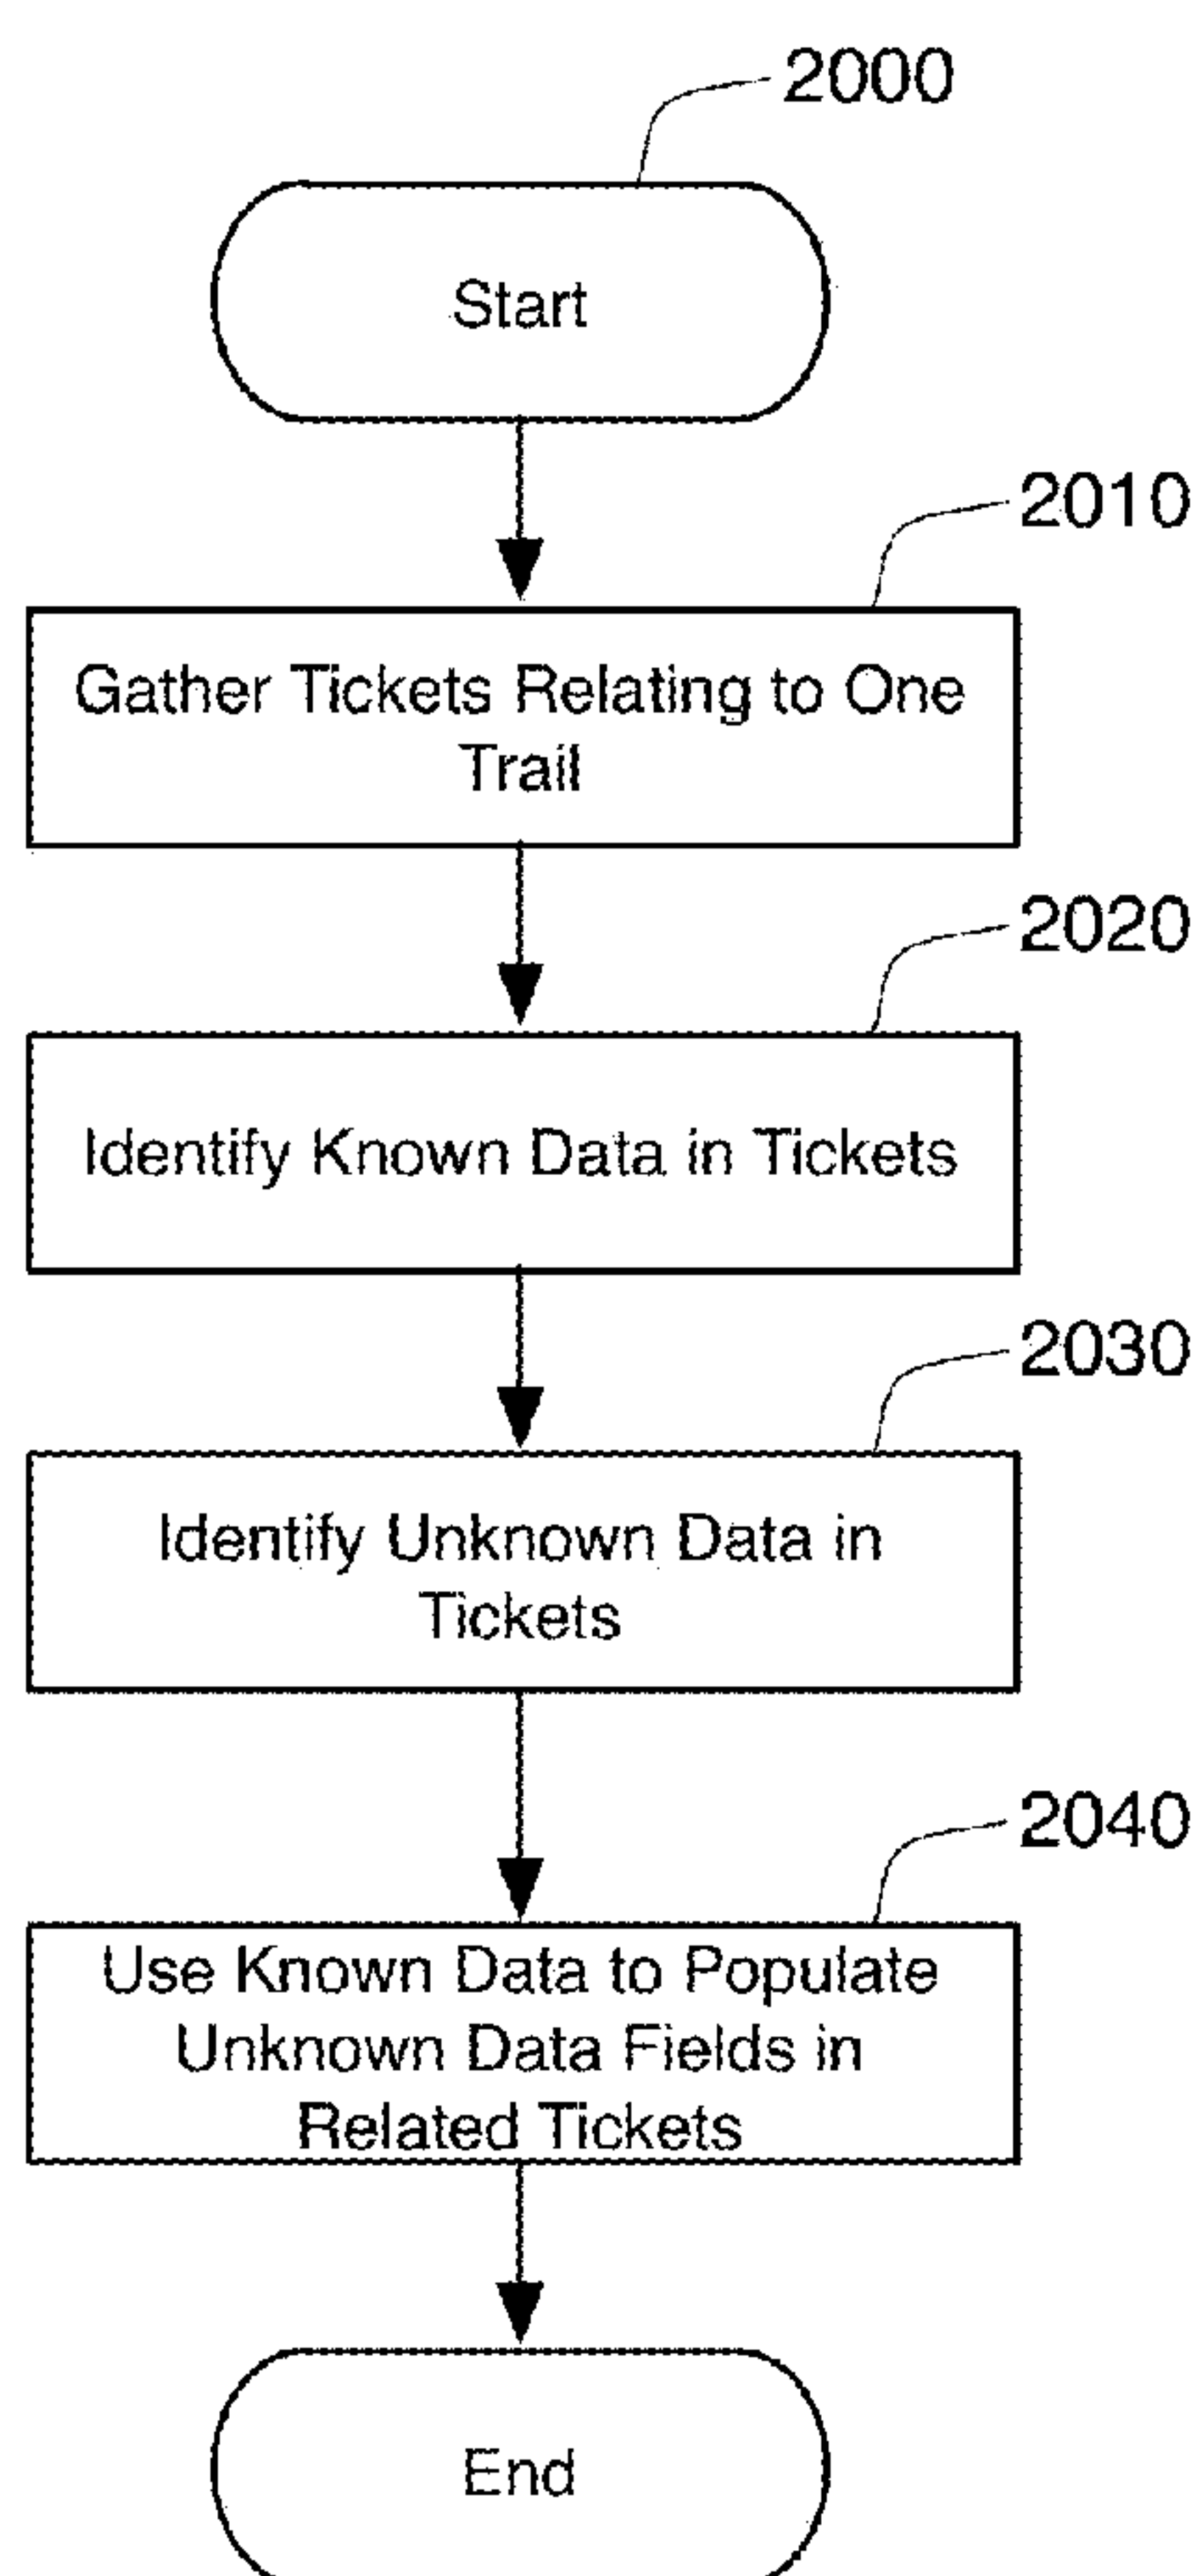 2000
Start
2010
Gather Tickets Relating to One
Trail
2020
Identify Known Data in Tickets
2030
Identify Unknown Data in
Tickets
2040
Use Known Data to Populate
Unknown Data Fields in
Related Tickets
End